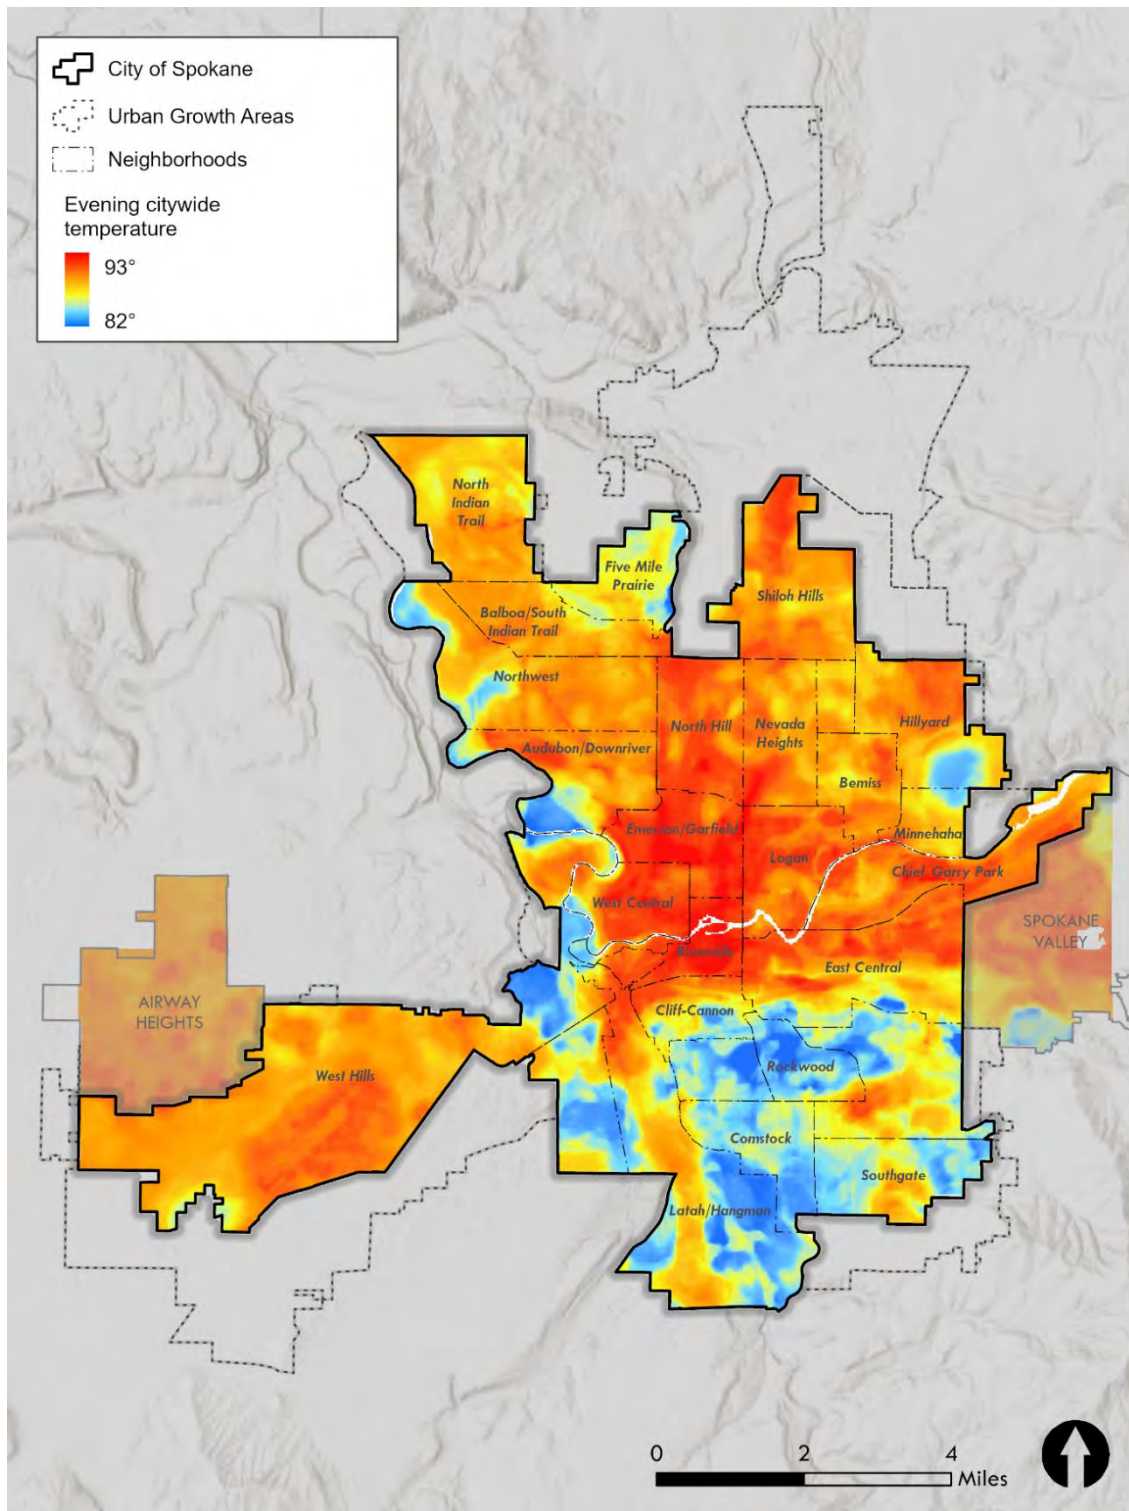 City of Spokane
Urban Growth Areas
Neighborhoods
Evening citywide
temperature
93°
82°
North
Indian
Trail
Five Mile
Prairie
Shiloh Hills
Balboa/South
Indian Trail
Northwest
North Hill
Nevada
Heights
Hillyard
Audubon/Downriver
Bemiss
Emerson/Garfield
Minnehaha
Logan
Chief Garry Park
West Central
SPOKANE
VALLEY
Riverside
East Central
AIRWAY
HEIGHTS
Cliff-Cannon
West Hills
Rockwood
Comstock
Southgate
Latah/Hangman
0 2 4
Miles